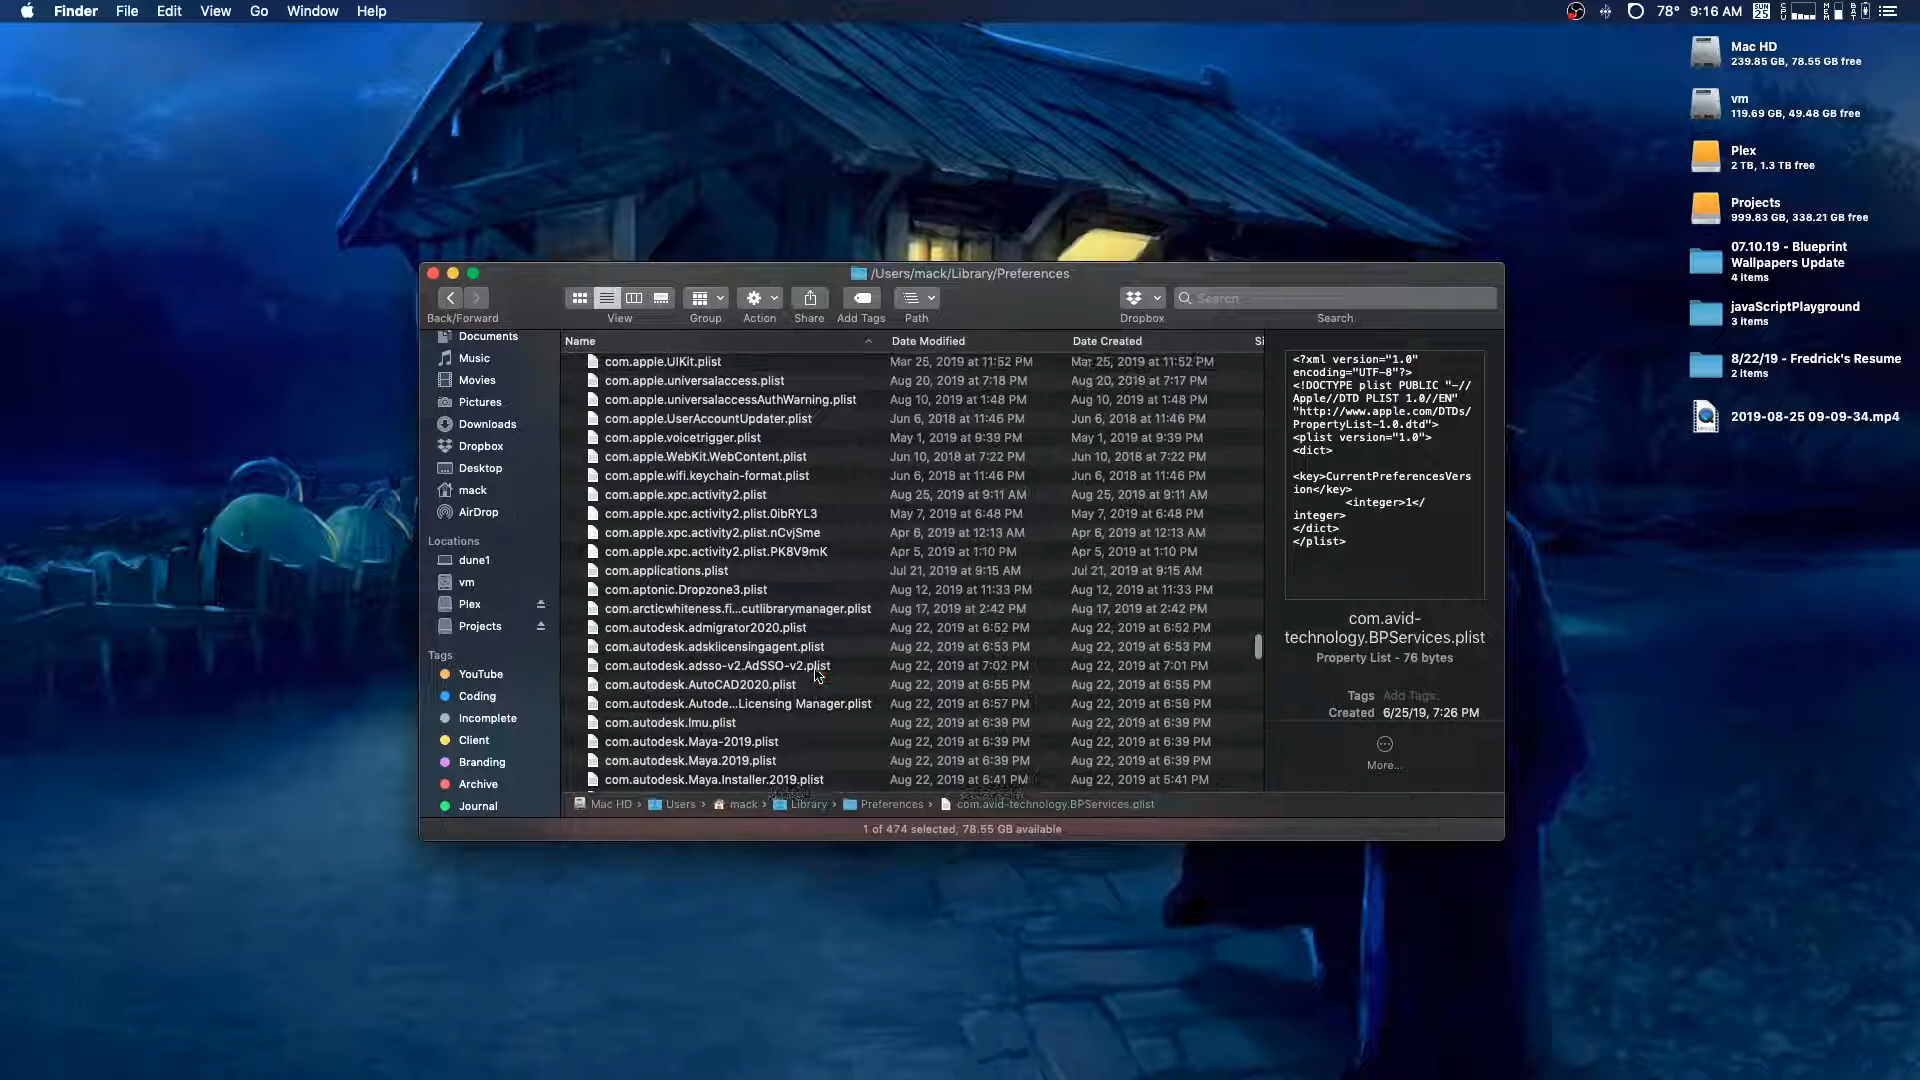 Finder File Edit View Go Window Help
78° 9:16 AM SUN 25 CPU MEM BAT
Mac HD
239.85 GB, 78.55 GB free
vm
119.69 GB, 49.48 GB free
Plex
2 TB, 1.3 TB free
Projects
999.83 GB, 338.21 GB free
07.10.19 - Blueprint
Wallpapers Update
4 items
javaScriptPlayground
3 items
8/22/19 - Fredrick's Resume
2 items
2019-08-25 09-09-34.mp4
/Users/mack/Library/Preferences
Search
Back/Forward View Group Action Share Add Tags Path Dropbox Search
Documents
Music
Movies
Pictures
Downloads
Dropbox
Desktop
mack
AirDrop
Locations
dune1
vm
Plex
Projects
Tags
YouTube
Coding
Incomplete
Client
Branding
Archive
Journal
Name Date Modified Date Created Si
com.apple.UIKit.plist Mar 25, 2019 at 11:52 PM Mar 25, 2019 at 11:52 PM
com.apple.universalaccess.plist Aug 20, 2019 at 7:18 PM Aug 20, 2019 at 7:17 PM
com.apple.universalaccessAuthWarning.plist Aug 10, 2019 at 1:48 PM Aug 10, 2019 at 1:48 PM
com.apple.UserAccountUpdater.plist Jun 6, 2018 at 11:46 PM Jun 6, 2018 at 11:46 PM
com.apple.voicetrigger.plist May 1, 2019 at 9:39 PM May 1, 2019 at 9:39 PM
com.apple.WebKit.WebContent.plist Jun 10, 2018 at 7:22 PM Jun 10, 2018 at 7:22 PM
com.apple.wifi.keychain-format.plist Jun 6, 2018 at 11:46 PM Jun 6, 2018 at 11:46 PM
com.apple.xpc.activity2.plist Aug 25, 2019 at 9:11 AM Aug 25, 2019 at 9:11 AM
com.apple.xpc.activity2.plist.0ibRYL3 May 7, 2019 at 6:48 PM May 7, 2019 at 6:48 PM
com.apple.xpc.activity2.plist.nCvjSme Apr 6, 2019 at 12:13 AM Apr 6, 2019 at 12:13 AM
com.apple.xpc.activity2.plist.PK8V9mK Apr 5, 2019 at 1:10 PM Apr 5, 2019 at 1:10 PM
com.applications.plist Jul 21, 2019 at 9:15 AM Jul 21, 2019 at 9:15 AM
com.aptonic.Dropzone3.plist Aug 12, 2019 at 11:33 PM Aug 12, 2019 at 11:33 PM
com.arcticwhiteness.fi...cutlibrarymanager.plist Aug 17, 2019 at 2:42 PM Aug 17, 2019 at 2:42 PM
com.autodesk.admigrator2020.plist Aug 22, 2019 at 6:52 PM Aug 22, 2019 at 6:52 PM
com.autodesk.adsklicensingagent.plist Aug 22, 2019 at 6:53 PM Aug 22, 2019 at 6:53 PM
com.autodesk.adsso-v2.AdSSO-v2.plist Aug 22, 2019 at 7:02 PM Aug 22, 2019 at 7:01 PM
com.autodesk.AutoCAD2020.plist Aug 22, 2019 at 6:55 PM Aug 22, 2019 at 6:55 PM
com.autodesk.Autode...Licensing Manager.plist Aug 22, 2019 at 6:57 PM Aug 22, 2019 at 6:56 PM
com.autodesk.lmu.plist Aug 22, 2019 at 6:39 PM Aug 22, 2019 at 6:39 PM
com.autodesk.Maya-2019.plist Aug 22, 2019 at 6:39 PM Aug 22, 2019 at 6:39 PM
com.autodesk.Maya.2019.plist Aug 22, 2019 at 6:39 PM Aug 22, 2019 at 6:39 PM
com.autodesk.Maya.Installer.2019.plist Aug 22, 2019 at 6:41 PM Aug 22, 2019 at 5:41 PM
<?xml version="1.0"
encoding="UTF-8"?>
<!DOCTYPE plist PUBLIC "-//
Apple//DTD PLIST 1.0//EN"
"http://www.apple.com/DTDs/
PropertyList-1.0.dtd">
<plist version="1.0">
<dict>
<key>CurrentPreferencesVers
ion</key>
<integer>1</
integer>
</dict>
</plist>
com.avid-
technology.BPServices.plist
Property List - 76 bytes
Tags Add Tags...
Created 6/25/19, 7:26 PM
More...
Mac HD › Users › mack › Library › Preferences › com.avid-technology.BPServices.plist
1 of 474 selected, 78.55 GB available